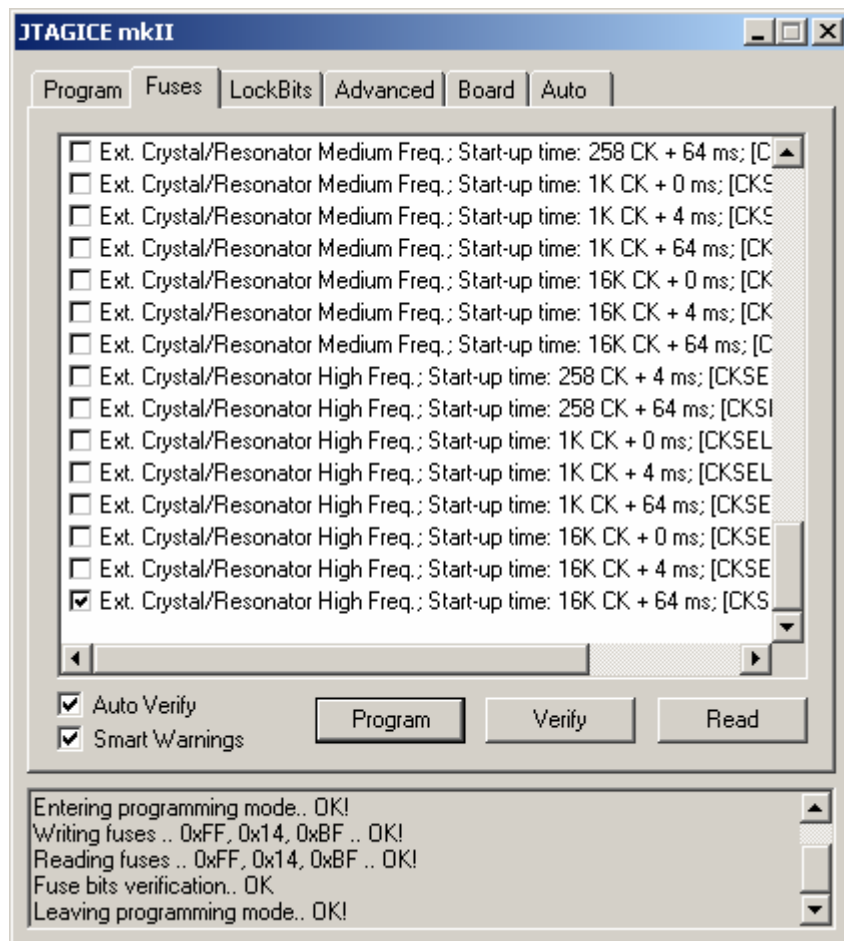 JTAGICE mkII
Program Fuses LockBits Advanced Board Auto
Ext. Crystal/Resonator Medium Freq.; Start-up time: 258 CK + 64 ms; [C
Ext. Crystal/Resonator Medium Freq.; Start-up time: 1K CK + 0 ms; [CKS
Ext. Crystal/Resonator Medium Freq.; Start-up time: 1K CK + 4 ms; [CKS
Ext. Crystal/Resonator Medium Freq.; Start-up time: 1K CK + 64 ms; [CK
Ext. Crystal/Resonator Medium Freq.; Start-up time: 16K CK + 0 ms; [CK
Ext. Crystal/Resonator Medium Freq.; Start-up time: 16K CK + 4 ms; [CK
Ext. Crystal/Resonator Medium Freq.; Start-up time: 16K CK + 64 ms; [C
Ext. Crystal/Resonator High Freq.; Start-up time: 258 CK + 4 ms; [CKSE
Ext. Crystal/Resonator High Freq.; Start-up time: 258 CK + 64 ms; [CKSI
Ext. Crystal/Resonator High Freq.; Start-up time: 1K CK + 0 ms; [CKSEL
Ext. Crystal/Resonator High Freq.; Start-up time: 1K CK + 4 ms; [CKSEL
Ext. Crystal/Resonator High Freq.; Start-up time: 1K CK + 64 ms; [CKSE
Ext. Crystal/Resonator High Freq.; Start-up time: 16K CK + 0 ms; [CKSE
Ext. Crystal/Resonator High Freq.; Start-up time: 16K CK + 4 ms; [CKSE
Ext. Crystal/Resonator High Freq.; Start-up time: 16K CK + 64 ms; [CKS
Auto Verify
Smart Warnings
Program Verify Read
Entering programming mode.. OK!
Writing fuses .. 0xFF, 0x14, 0xBF .. OK!
Reading fuses .. 0xFF, 0x14, 0xBF .. OK!
Fuse bits verification.. OK
Leaving programming mode.. OK!